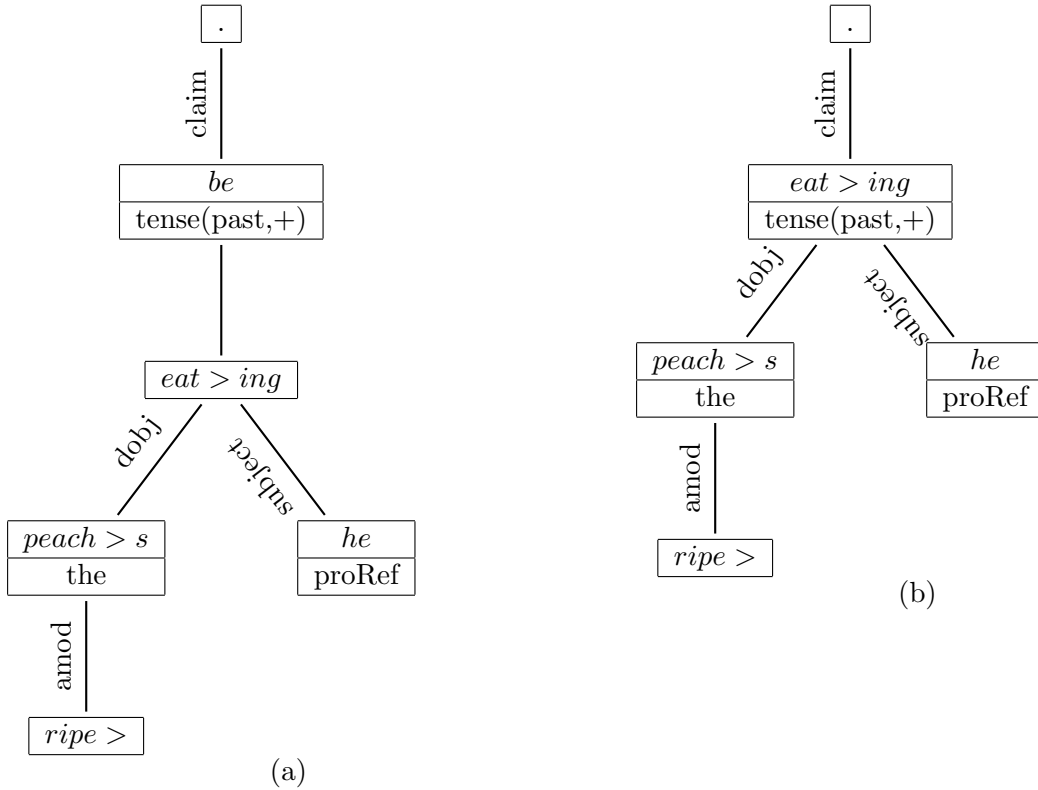 .
claim
be
tense(past,+)
eat > ing
dobj
subject
peach > s
the
he
proRef
amod
ripe >
(a)
.
claim
eat > ing
tense(past,+)
dobj
subject
peach > s
the
he
proRef
amod
ripe >
(b)